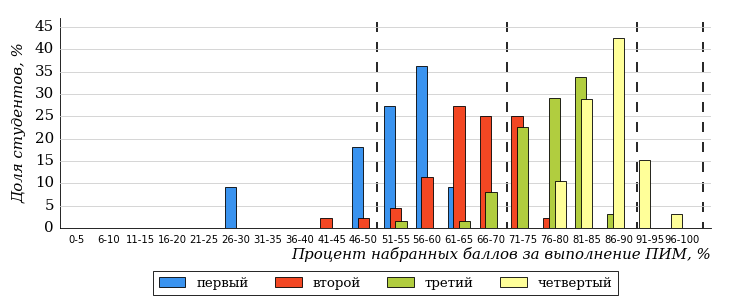 45
40
35
30
25
20
15
10
5
0
Доля студентов, %
0-5 6-10 11-15 16-20 21-25 26-30 31-35 36-40 41-45 46-50 51-55 56-60 61-65 66-70 71-75 76-80 81-85 86-90 91-95 96-100
Процент набранных баллов за выполнение ПИМ, %
первый второй третий четвертый